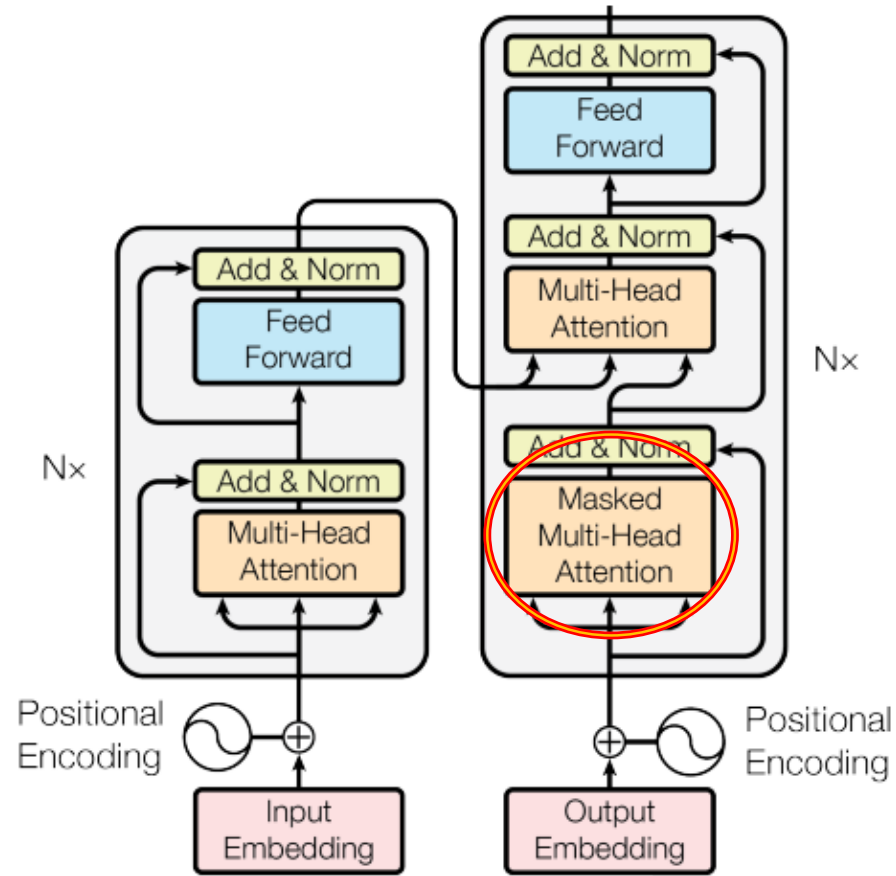 Add & Norm
Feed
Forward
Add & Norm
Multi-Head
Attention
Nx
Add & Norm
Masked
Multi-Head
Attention
Add & Norm
Feed
Forward
Nx
Add & Norm
Multi-Head
Attention
Positional
Encoding
Positional
Encoding
Input
Embedding
Output
Embedding